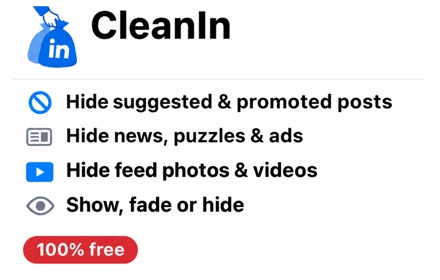 in
CleanIn
Hide suggested & promoted posts
Hide news, puzzles & ads
Hide feed photos & videos
Show, fade or hide
100% free